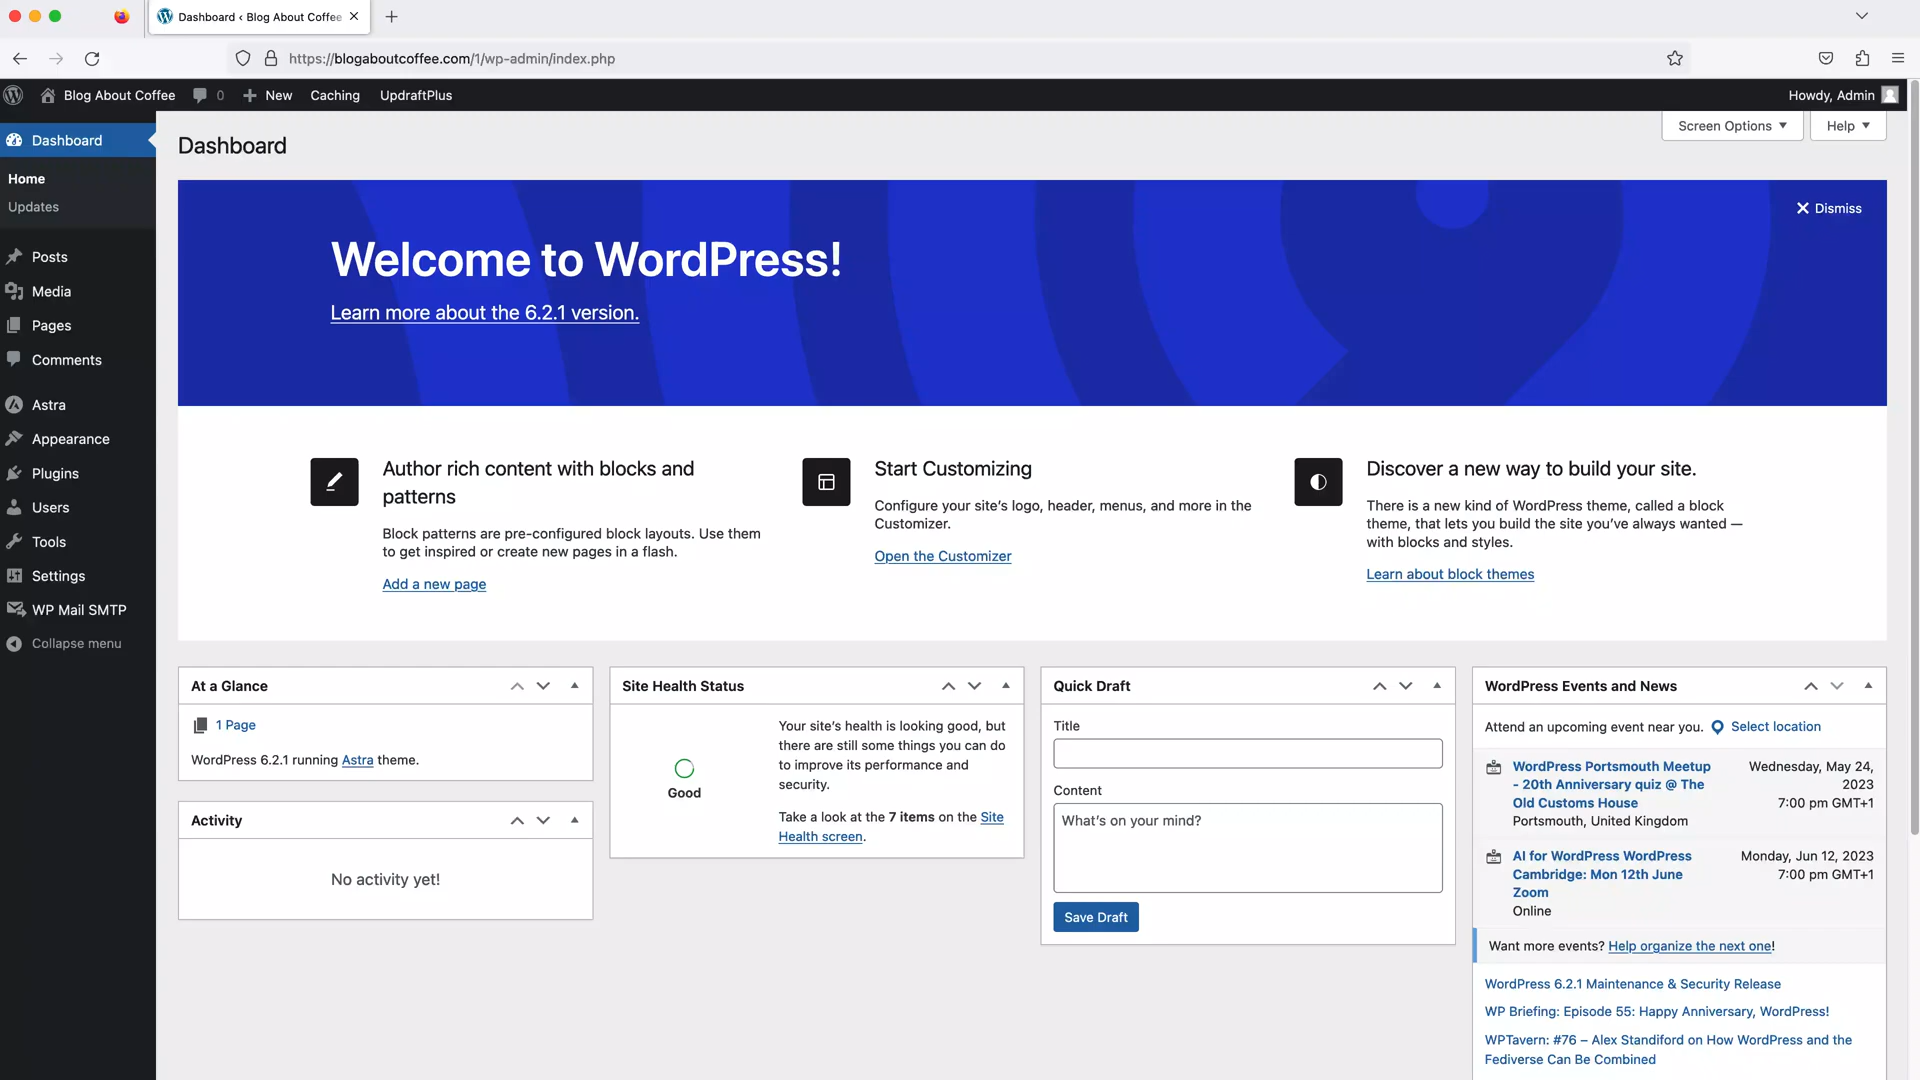 Dashboard ‹ Blog About Coffee
https://blogaboutcoffee.com/1/wp-admin/index.php
Blog About Coffee
0
New
Caching
UpdraftPlus
Howdy, Admin
Dashboard
Home
Updates
Posts
Media
Pages
Comments
Astra
Appearance
Plugins
Users
Tools
Settings
WP Mail SMTP
Collapse menu
Dashboard
Screen Options
Help
Dismiss
Welcome to WordPress!
Learn more about the 6.2.1 version.
Author rich content with blocks and
patterns
Block patterns are pre-configured block layouts. Use them
to get inspired or create new pages in a flash.
Add a new page
Start Customizing
Configure your site’s logo, header, menus, and more in the
Customizer.
Open the Customizer
Discover a new way to build your site.
There is a new kind of WordPress theme, called a block
theme, that lets you build the site you’ve always wanted —
with blocks and styles.
Learn about block themes
At a Glance
1 Page
WordPress 6.2.1 running Astra theme.
Activity
No activity yet!
Site Health Status
Good
Your site’s health is looking good, but
there are still some things you can do
to improve its performance and
security.
Take a look at the 7 items on the Site
Health screen.
Quick Draft
Title
Content
What’s on your mind?
Save Draft
WordPress Events and News
Attend an upcoming event near you. Select location
WordPress Portsmouth Meetup
- 20th Anniversary quiz @ The
Old Customs House
Portsmouth, United Kingdom
Wednesday, May 24,
2023
7:00 pm GMT+1
AI for WordPress WordPress
Cambridge: Mon 12th June
Zoom
Online
Monday, Jun 12, 2023
7:00 pm GMT+1
Want more events? Help organize the next one!
WordPress 6.2.1 Maintenance & Security Release
WP Briefing: Episode 55: Happy Anniversary, WordPress!
WPTavern: #76 – Alex Standiford on How WordPress and the
Fediverse Can Be Combined